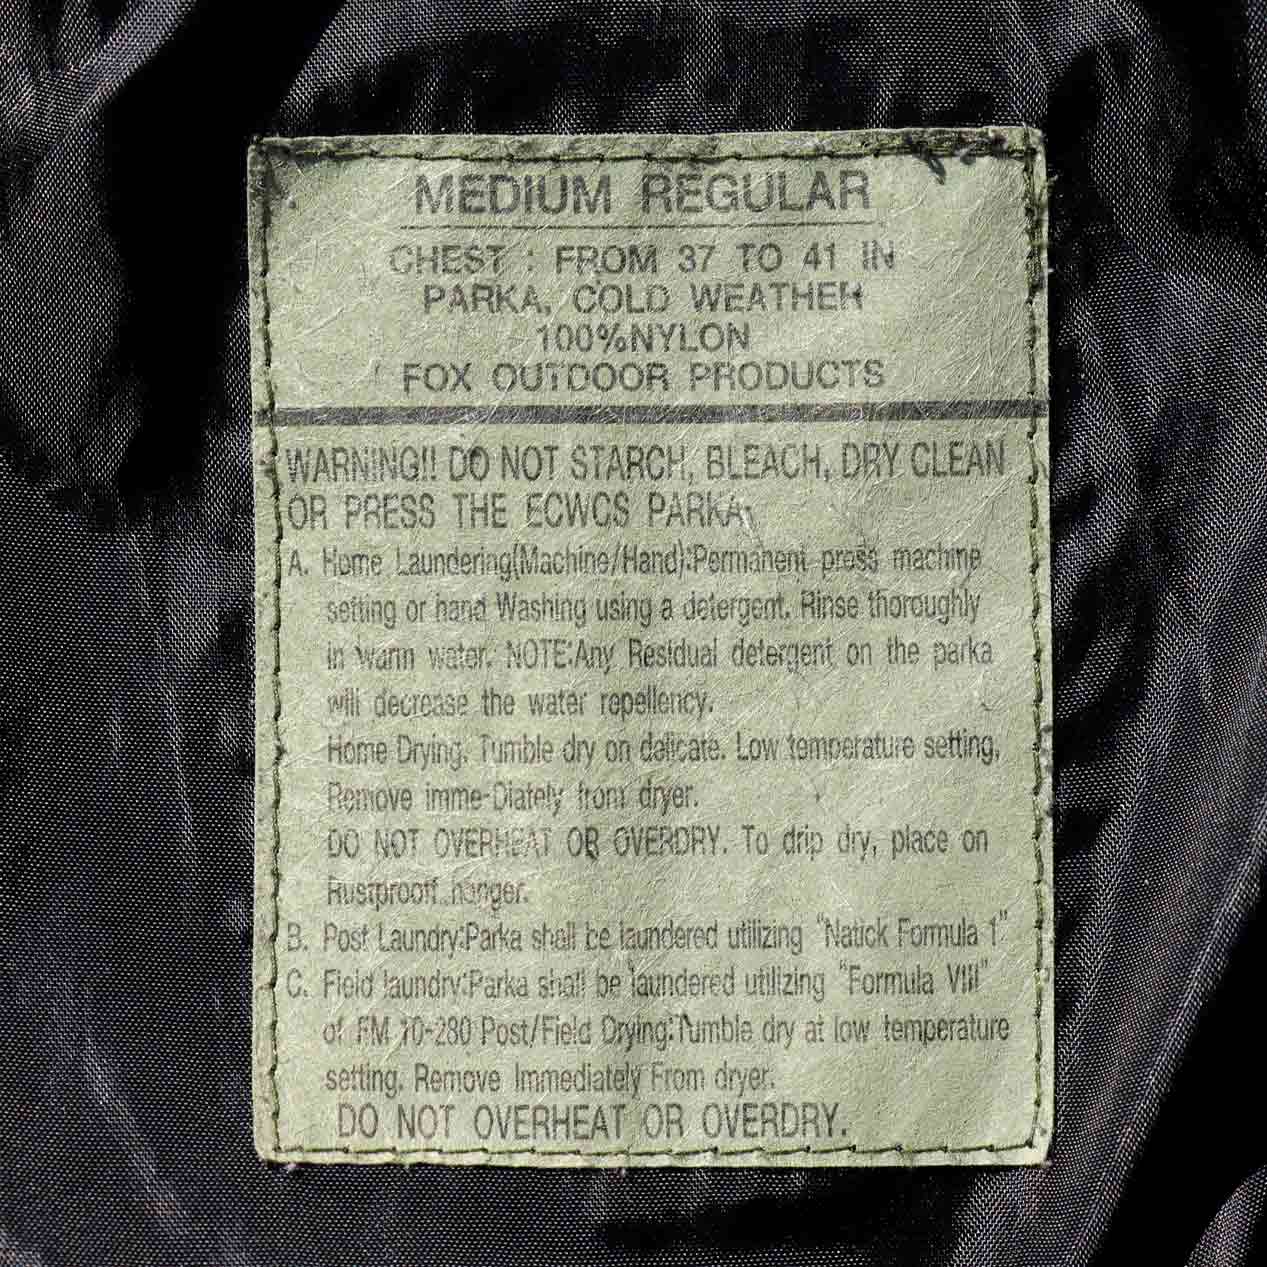 MEDIUM REGULAR
CHEST : FROM 37 TO 41 IN
PARKA, COLD WEATHER
100%NYLON
FOX OUTDOOR PRODUCTS
WARNING!! DO NOT STARCH, BLEACH, DRY CLEAN
OR PRESS THE ECWCS PARKA.
A. Home Laundering(Machine/Hand):Permanent press machine
setting or hand Washing using a detergent. Rinse thoroughly
in warm water. NOTE:Any Residual detergent on the parka
will decrease the water repellency.
Home Drying. Tumble dry on dalicate. Low temperature setting,
Remove imme-Diately from dryer.
DO NOT OVERHEAT OR OVERDRY. To drip dry, place on
Rustprooff hanger.
B. Post Laundry:Parka shall be laundered utilizing "Natick Formula 1"
C. Field laundry:Parka shall be laundered utilizing "Formula VIII"
of FM 10-280 Post/Field Drying:Tumble dry at low temperature
setting. Remove Immediately From dryer.
DO NOT OVERHEAT OR OVERDRY.